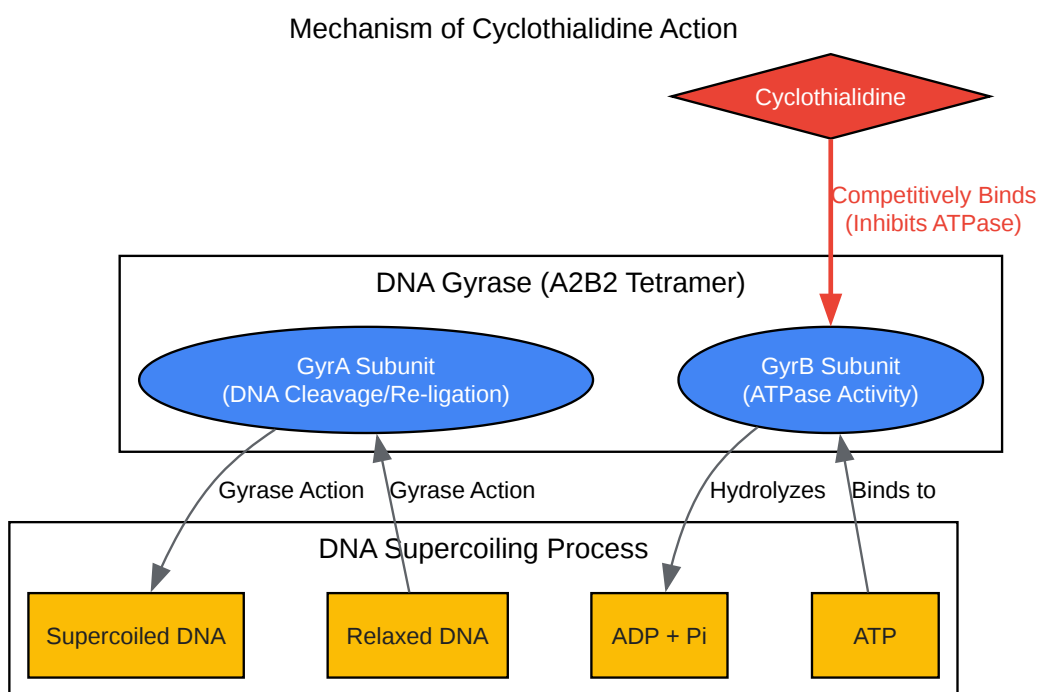 Mechanism of Cyclothialidine Action
Cyclothialidine
Competitively Binds
(Inhibits ATPase)
DNA Gyrase (A2B2 Tetramer)
GyrA Subunit
(DNA Cleavage/Re-ligation)
GyrB Subunit
(ATPase Activity)
Gyrase Action
Gyrase Action
Hydrolyzes
Binds to
DNA Supercoiling Process
Supercoiled DNA
Relaxed DNA
ADP + Pi
ATP